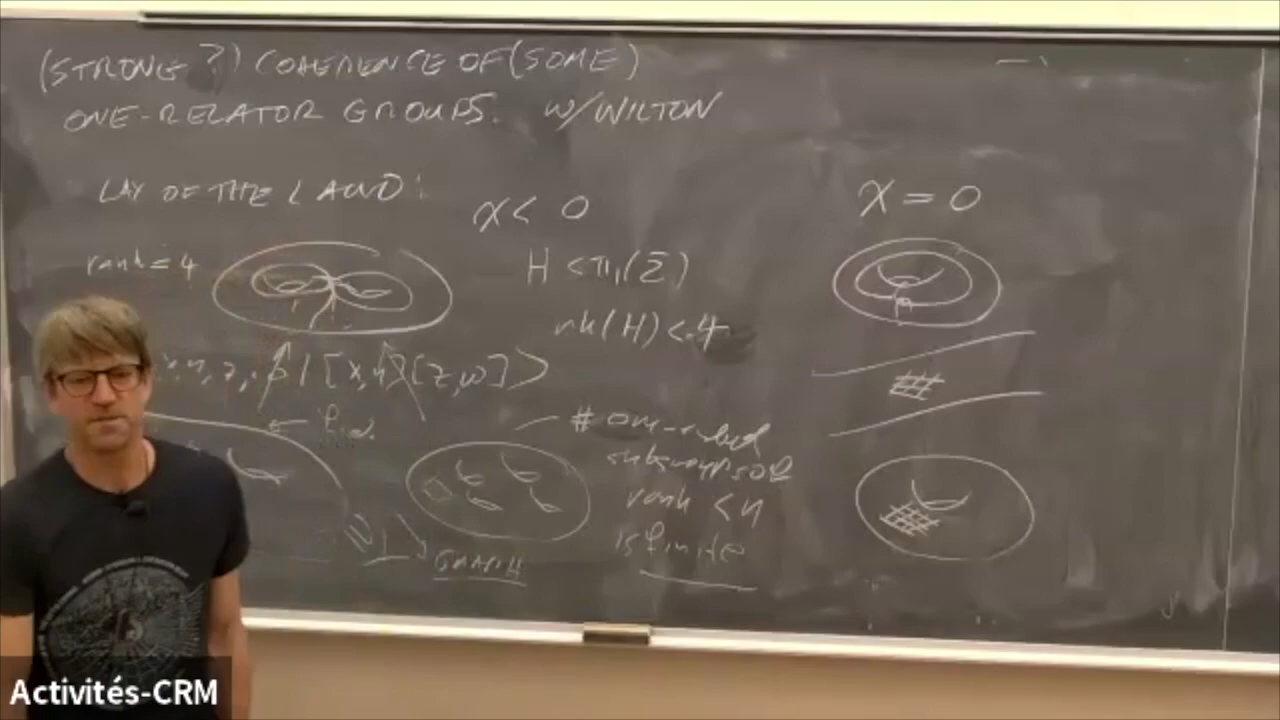 (STRONG?) COHERENCE OF (SOME)
ONE-RELATOR GROUPS. W/WILTON
LAY OF THE LAND:
χ < 0
χ = 0
rank = 4
H < π₁(Σ)
rk(H) < 4
| [x,y][z,w] >
# one-ended
subgroups of
rank < n
is finite
GRAPH
Activités-CRM